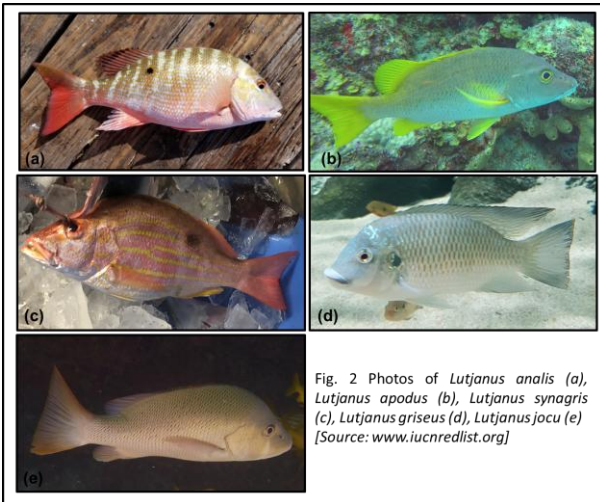 (a)
(b)
(c)
(d)
(e)
Fig. 2 Photos of Lutjanus analis (a),
Lutjanus apodus (b), Lutjanus synagris
(c), Lutjanus griseus (d), Lutjanus jocu (e)
[Source: www.iucnredlist.org]